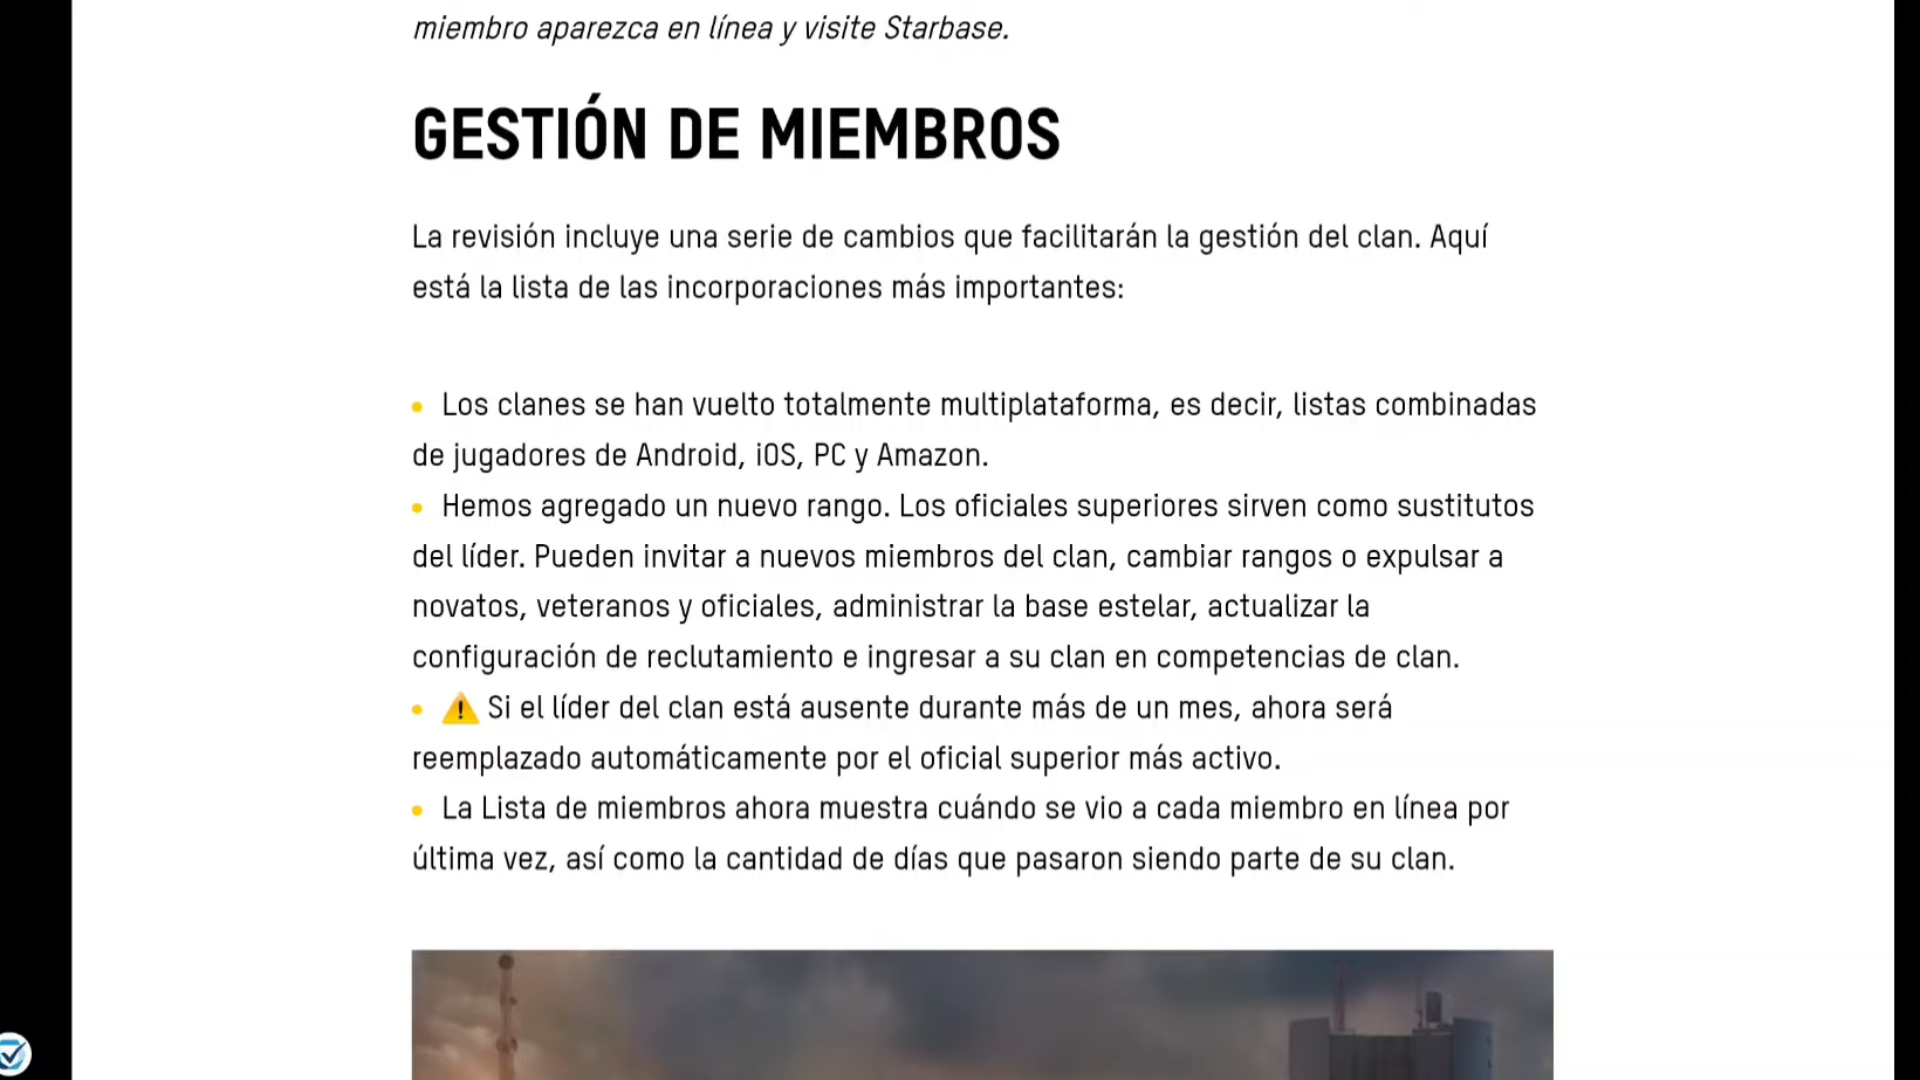 miembro aparezca en línea y visite Starbase.
GESTIÓN DE MIEMBROS
La revisión incluye una serie de cambios que facilitarán la gestión del clan. Aquí
está la lista de las incorporaciones más importantes:
• Los clanes se han vuelto totalmente multiplataforma, es decir, listas combinadas
de jugadores de Android, iOS, PC y Amazon.
• Hemos agregado un nuevo rango. Los oficiales superiores sirven como sustitutos
del líder. Pueden invitar a nuevos miembros del clan, cambiar rangos o expulsar a
novatos, veteranos y oficiales, administrar la base estelar, actualizar la
configuración de reclutamiento e ingresar a su clan en competencias de clan.
• ⚠️ Si el líder del clan está ausente durante más de un mes, ahora será
reemplazado automáticamente por el oficial superior más activo.
• La Lista de miembros ahora muestra cuándo se vio a cada miembro en línea por
última vez, así como la cantidad de días que pasaron siendo parte de su clan.